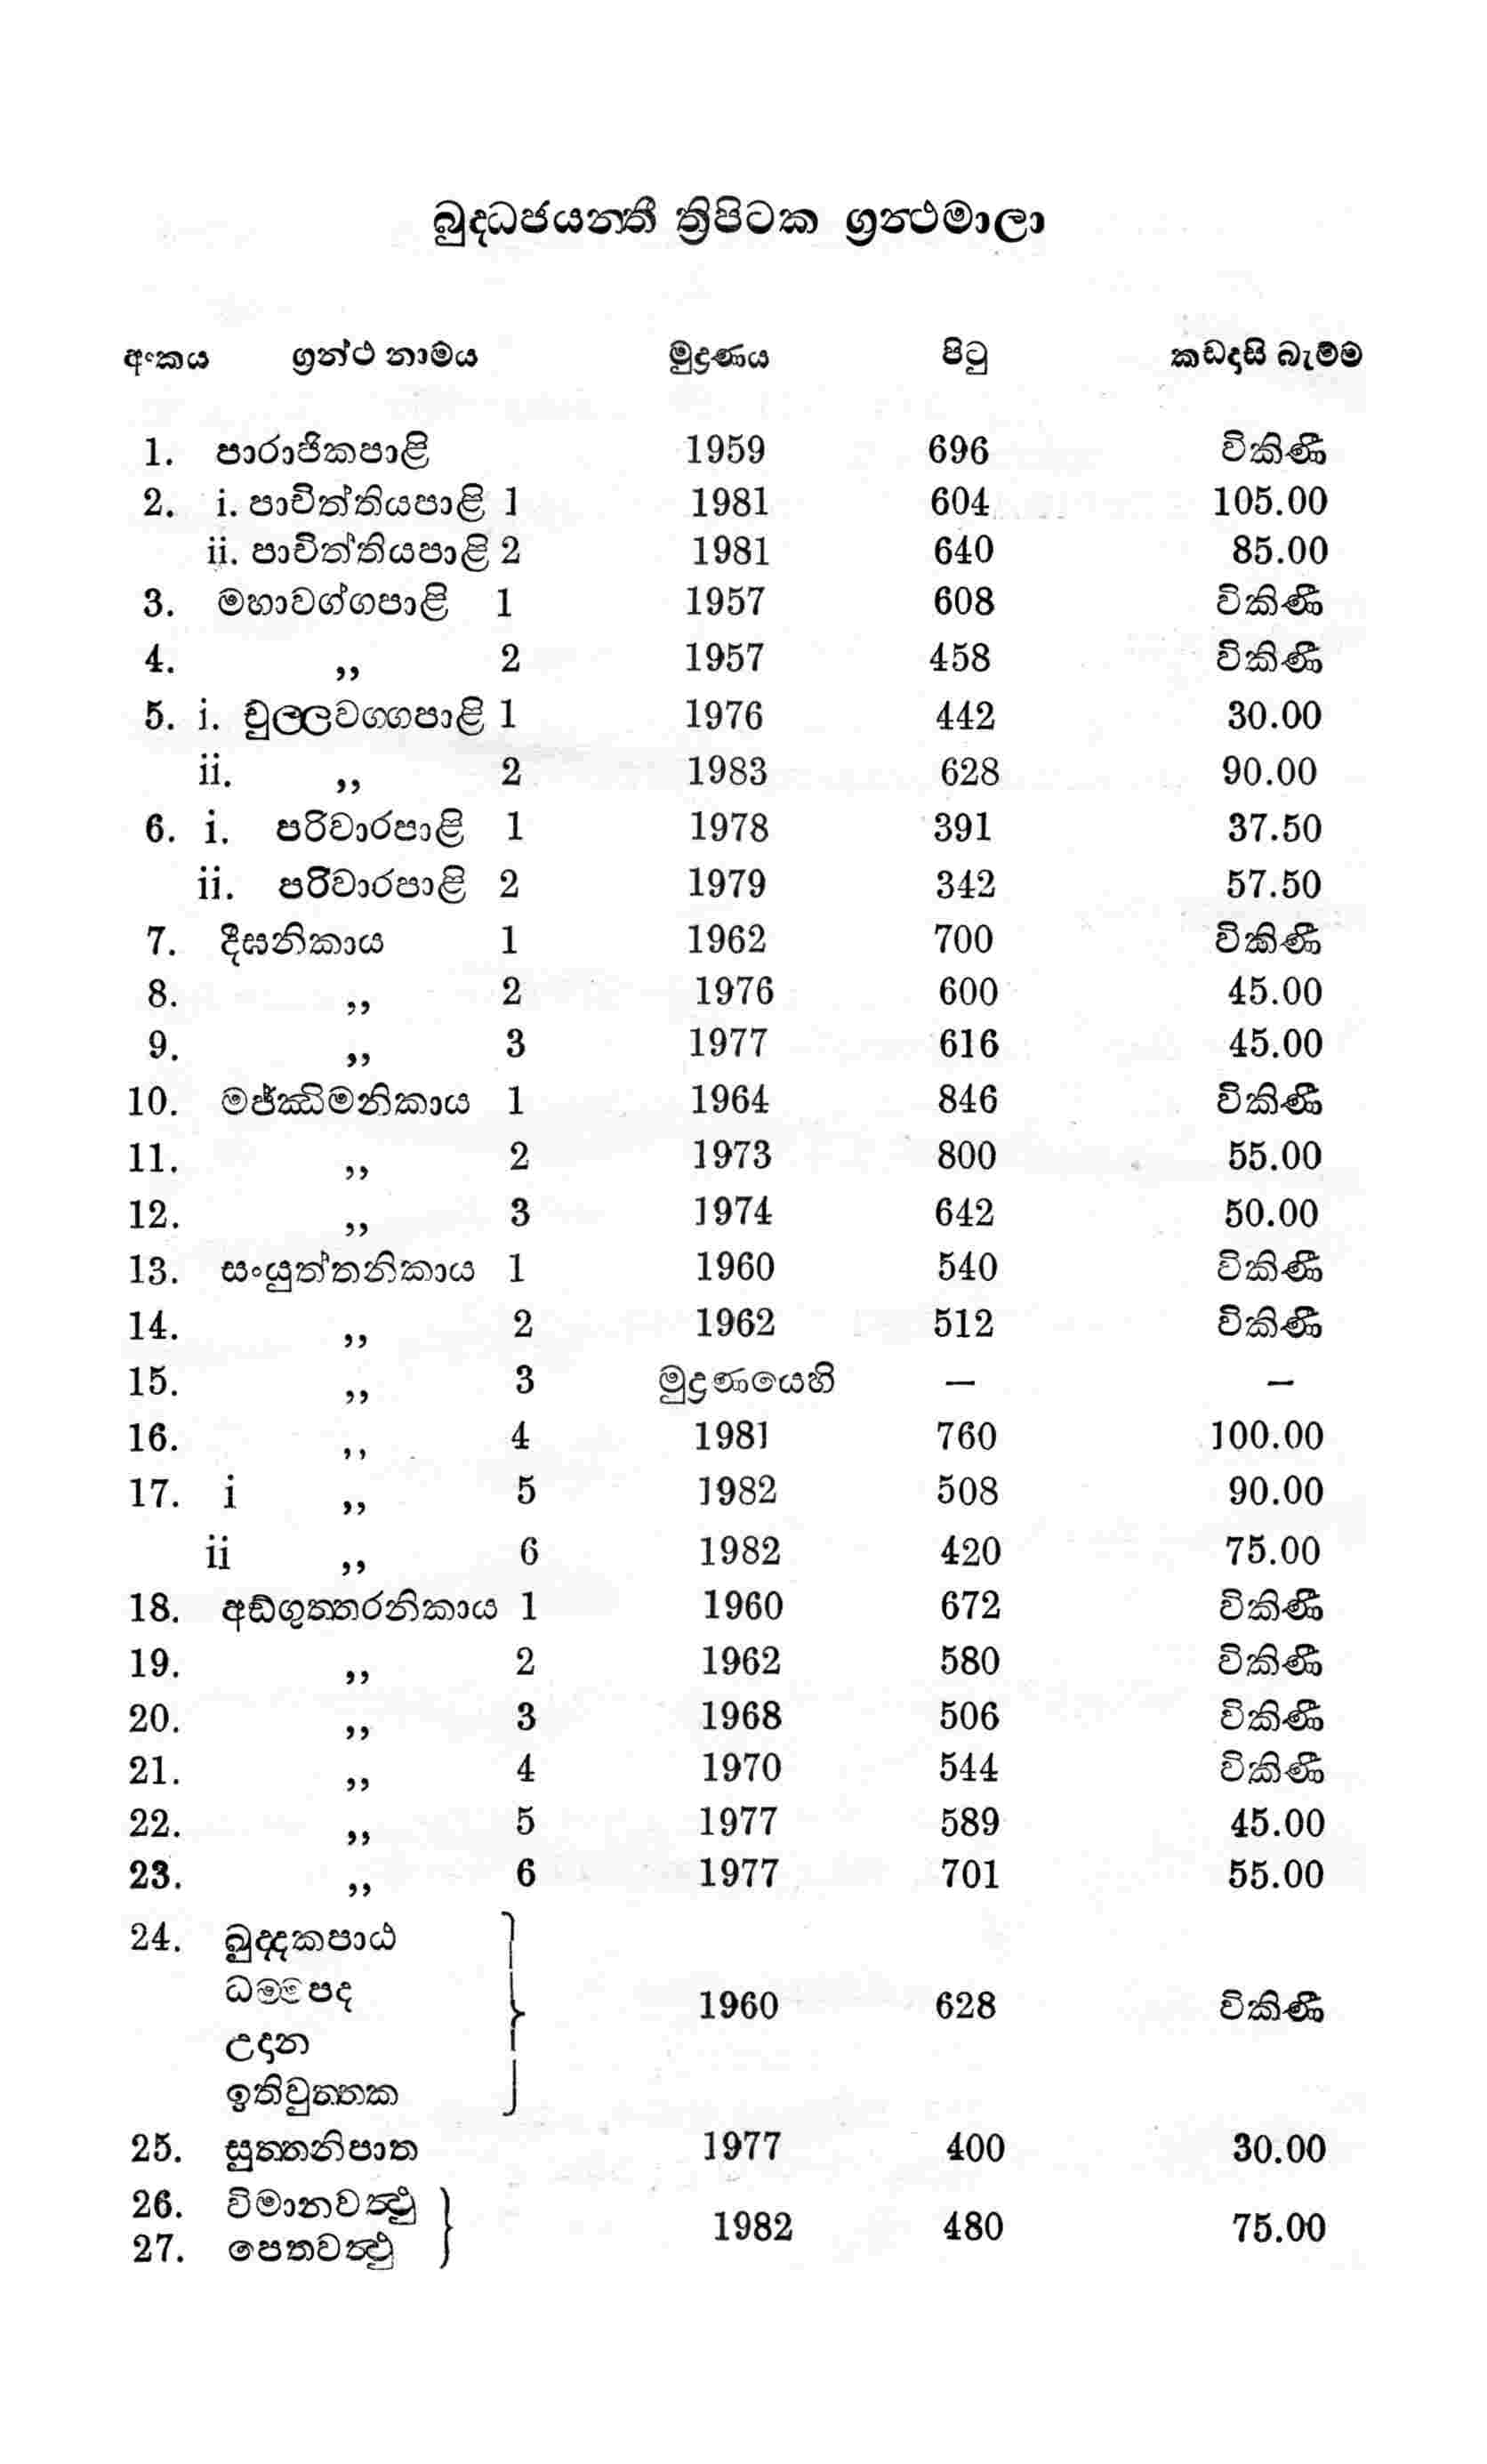 බුද්ධජයන්තී ත්‍රිපිටක ග්‍රන්ථමාලා
අංකය ග්‍රන්ථ නාමය මුද්‍රණය පිටු කඩදාසි බැම්ම
1. පාරාජිකපාළි 1959 696 විකිණී
2. i. පාචිත්තියපාළි 1 1981 604 105.00
ii. පාචිත්තියපාළි 2 1981 640 85.00
3. මහාවග්ගපාළි 1 1957 608 විකිණී
4. ,, 2 1957 458 විකිණී
5. i. චුල්ලවග්ගපාළි 1 1976 442 30.00
ii. ,, 2 1983 628 90.00
6. i. පරිවාරපාළි 1 1978 391 37.50
ii. පරිවාරපාළි 2 1979 342 57.50
7. දීඝනිකාය 1 1962 700 විකිණී
8. ,, 2 1976 600 45.00
9. ,, 3 1977 616 45.00
10. මජ්ඣිමනිකාය 1 1964 846 විකිණී
11. ,, 2 1973 800 55.00
12. ,, 3 1974 642 50.00
13. සංයුත්තනිකාය 1 1960 540 විකිණී
14. ,, 2 1962 512 විකිණී
15. ,, 3 මුද්‍රණයෙහි — —
16. ,, 4 1981 760 100.00
17. i ,, 5 1982 508 90.00
ii ,, 6 1982 420 75.00
18. අඞ්ගුත්තරනිකාය 1 1960 672 විකිණී
19. ,, 2 1962 580 විකිණී
20. ,, 3 1968 506 විකිණී
21. ,, 4 1970 544 විකිණී
22. ,, 5 1977 589 45.00
23. ,, 6 1977 701 55.00
24. ඛුද්දකපාඨ
ධම්මපද
1960 628 විකිණී
උදාන
ඉතිවුත්තක
25. සුත්තනිපාත 1977 400 30.00
26. විමානවත්ථු
1982 480 75.00
27. පෙතවත්ථු